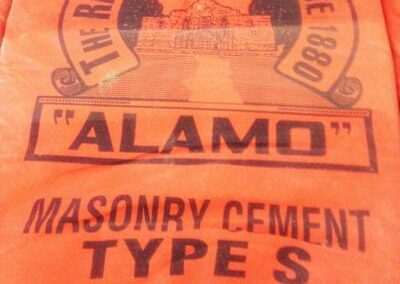 THE
1880
"ALAMO"
MASONRY CEMENT
TYPE S